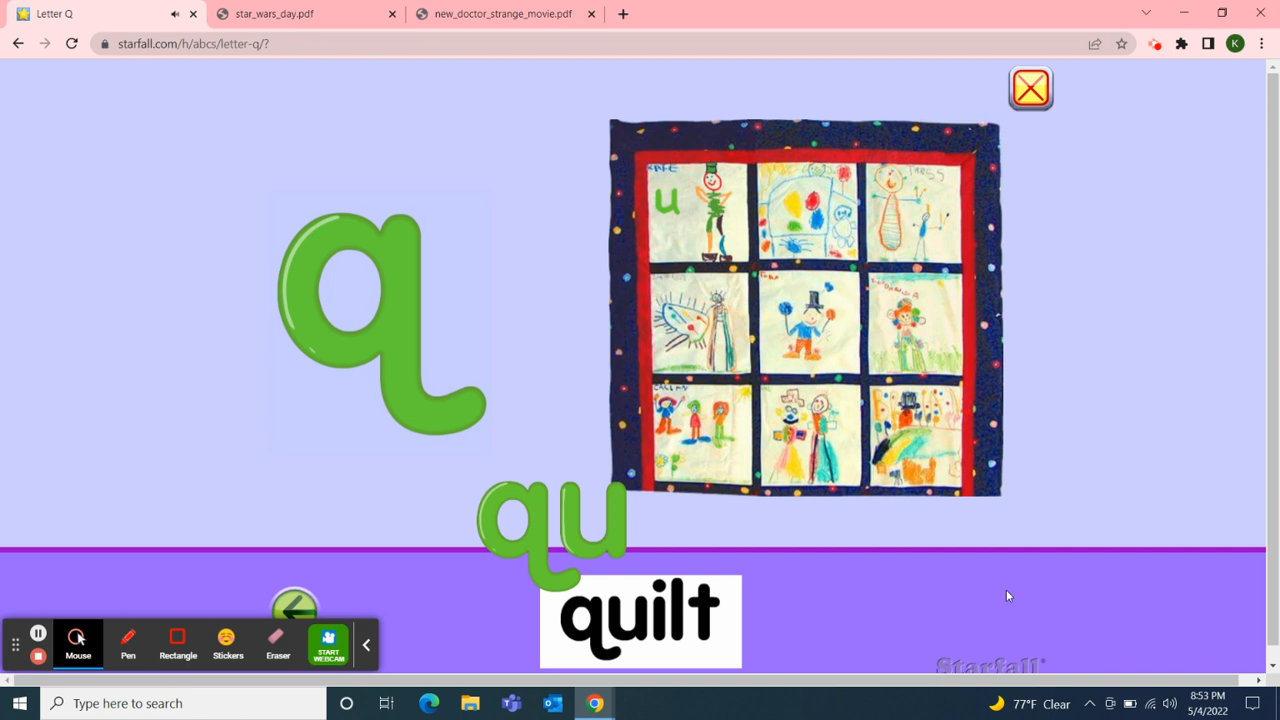 Letter Q
star_wars_day.pdf
new_doctor_strange_movie.pdf
starfall.com/h/abcs/letter-q/?
K
q
u
qu
quilt
Mouse
Pen
Rectangle
Stickers
Eraser
START
WEBCAM
Starfall
Type here to search
77°F Clear
8:53 PM
5/4/2022